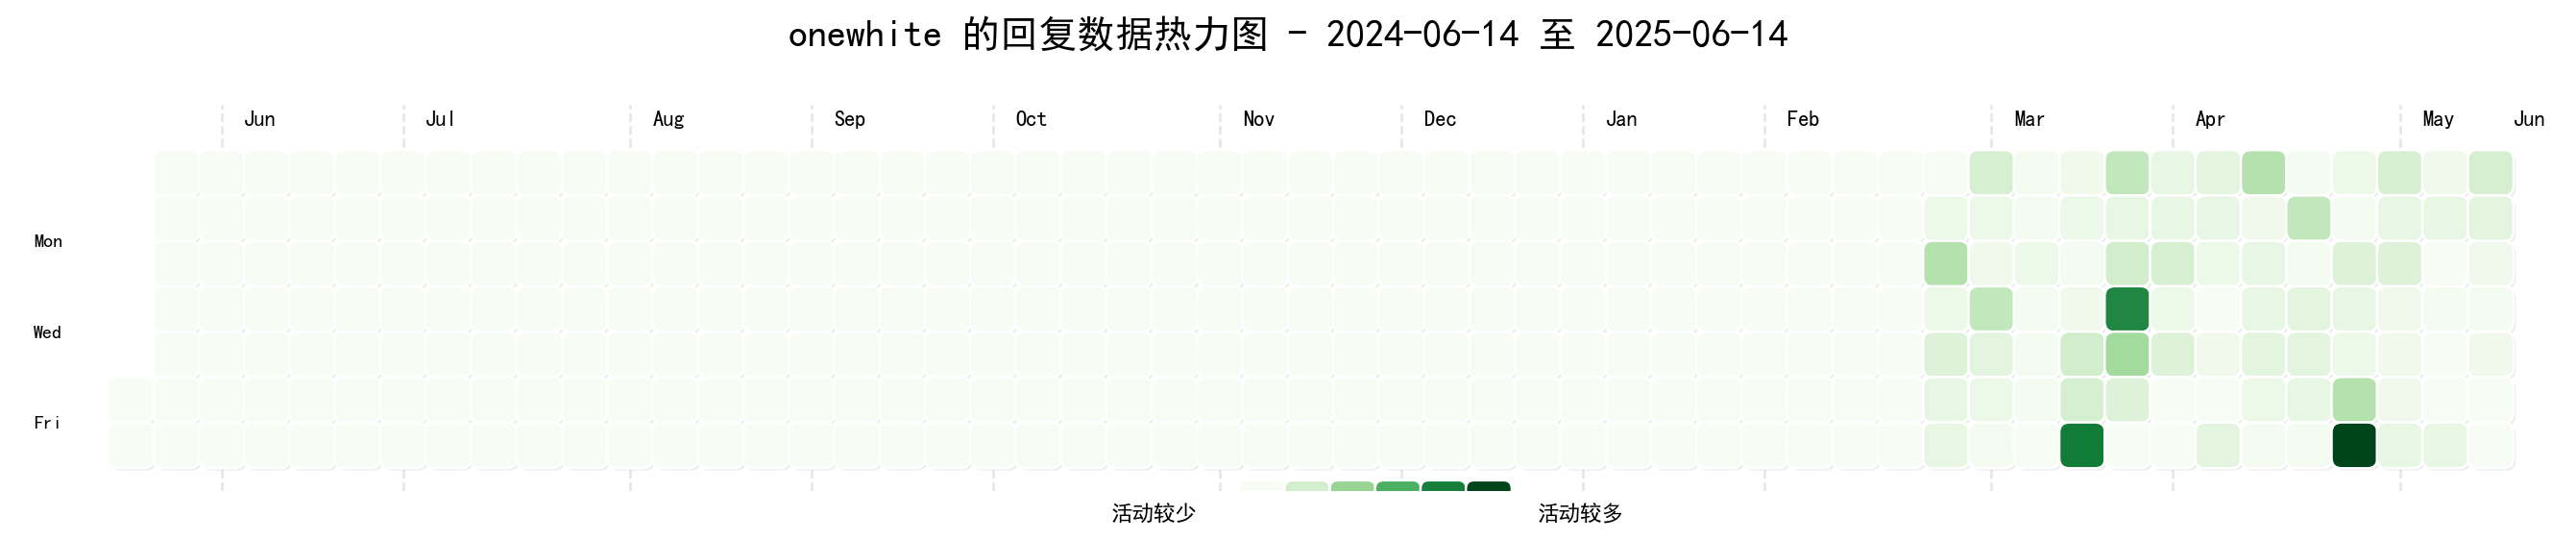 onewhite 的回复数据热力图 - 2024-06-14 至 2025-06-14
Jun Jul Aug Sep Oct Nov Dec Jan Feb Mar Apr May Jun
Mon
Wed
Fri
活动较少 活动较多